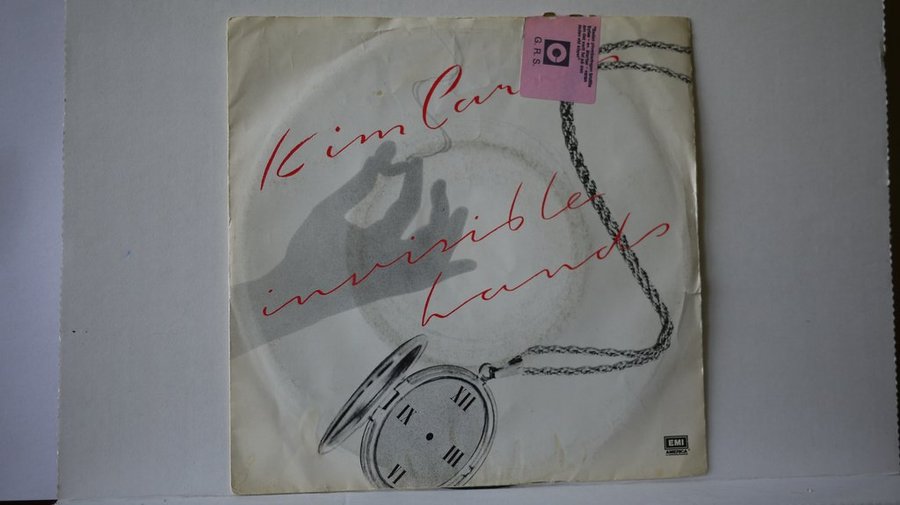 Kim Car
G.R.S.
invisible
hands
XII
IX
III
VI
EMI
AMERICA